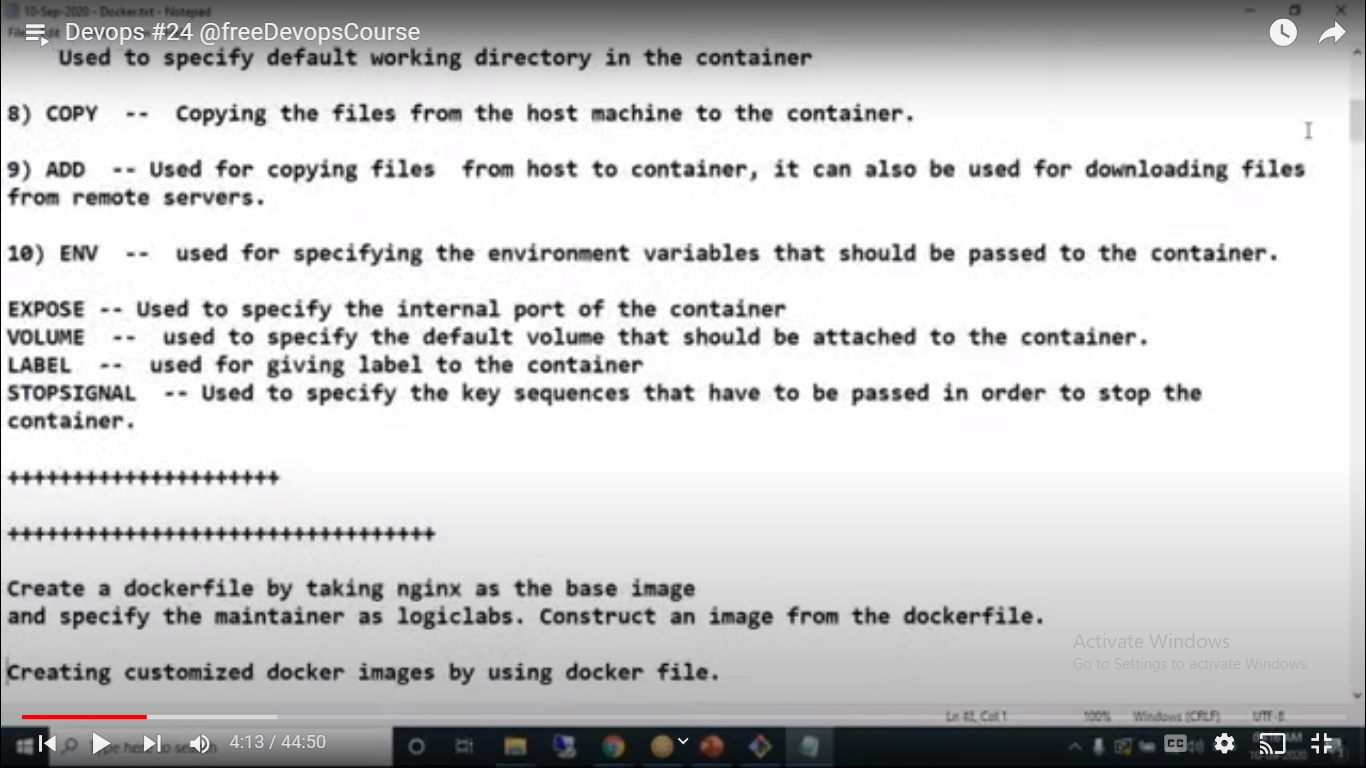 10-Sep-2020 - Docker.txt - Notepad
Devops #24 @freeDevopsCourse
Used to specify default working directory in the container
8) COPY -- Copying the files from the host machine to the container.
9) ADD -- Used for copying files from host to container, it can also be used for downloading files
from remote servers.
10) ENV -- used for specifying the environment variables that should be passed to the container.
EXPOSE -- Used to specify the internal port of the container
VOLUME -- used to specify the default volume that should be attached to the container.
LABEL -- used for giving label to the container
STOPSIGNAL -- Used to specify the key sequences that have to be passed in order to stop the
container.
+++++++++++++++++++++
+++++++++++++++++++++++++++++++++
Create a dockerfile by taking nginx as the base image
and specify the maintainer as logiclabs. Construct an image from the dockerfile.
Activate Windows
Go to Settings to activate Windows.
Creating customized docker images by using docker file.
Ln 43, Col 1 100% Windows (CRLF) UTF-8
4:13 / 44:50
CC